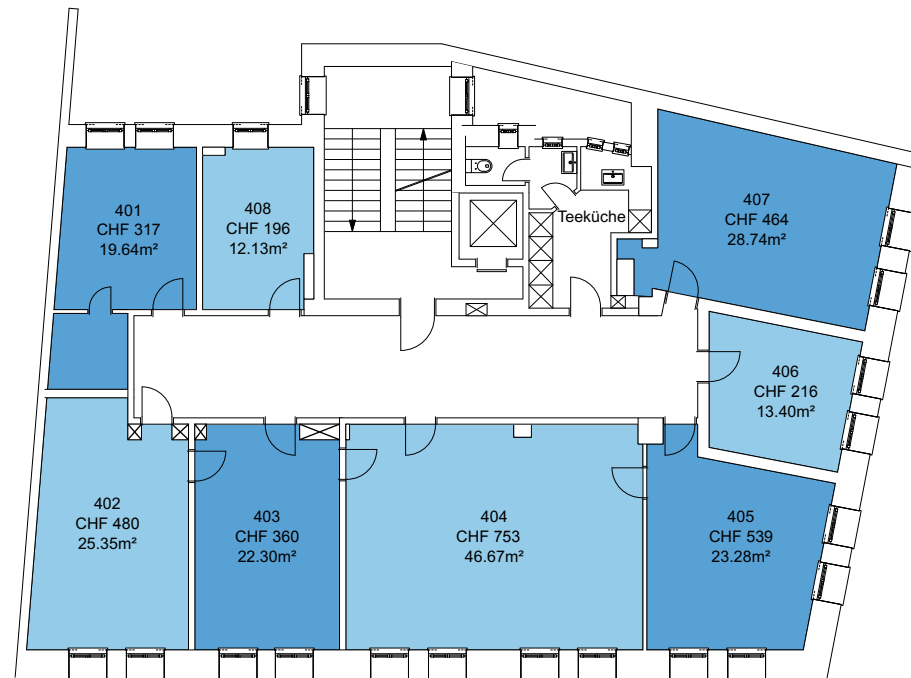 401
CHF 317
19.64m²
408
CHF 196
12.13m²
Teeküche
407
CHF 464
28.74m²
406
CHF 216
13.40m²
402
CHF 480
25.35m²
403
CHF 360
22.30m²
404
CHF 753
46.67m²
405
CHF 539
23.28m²